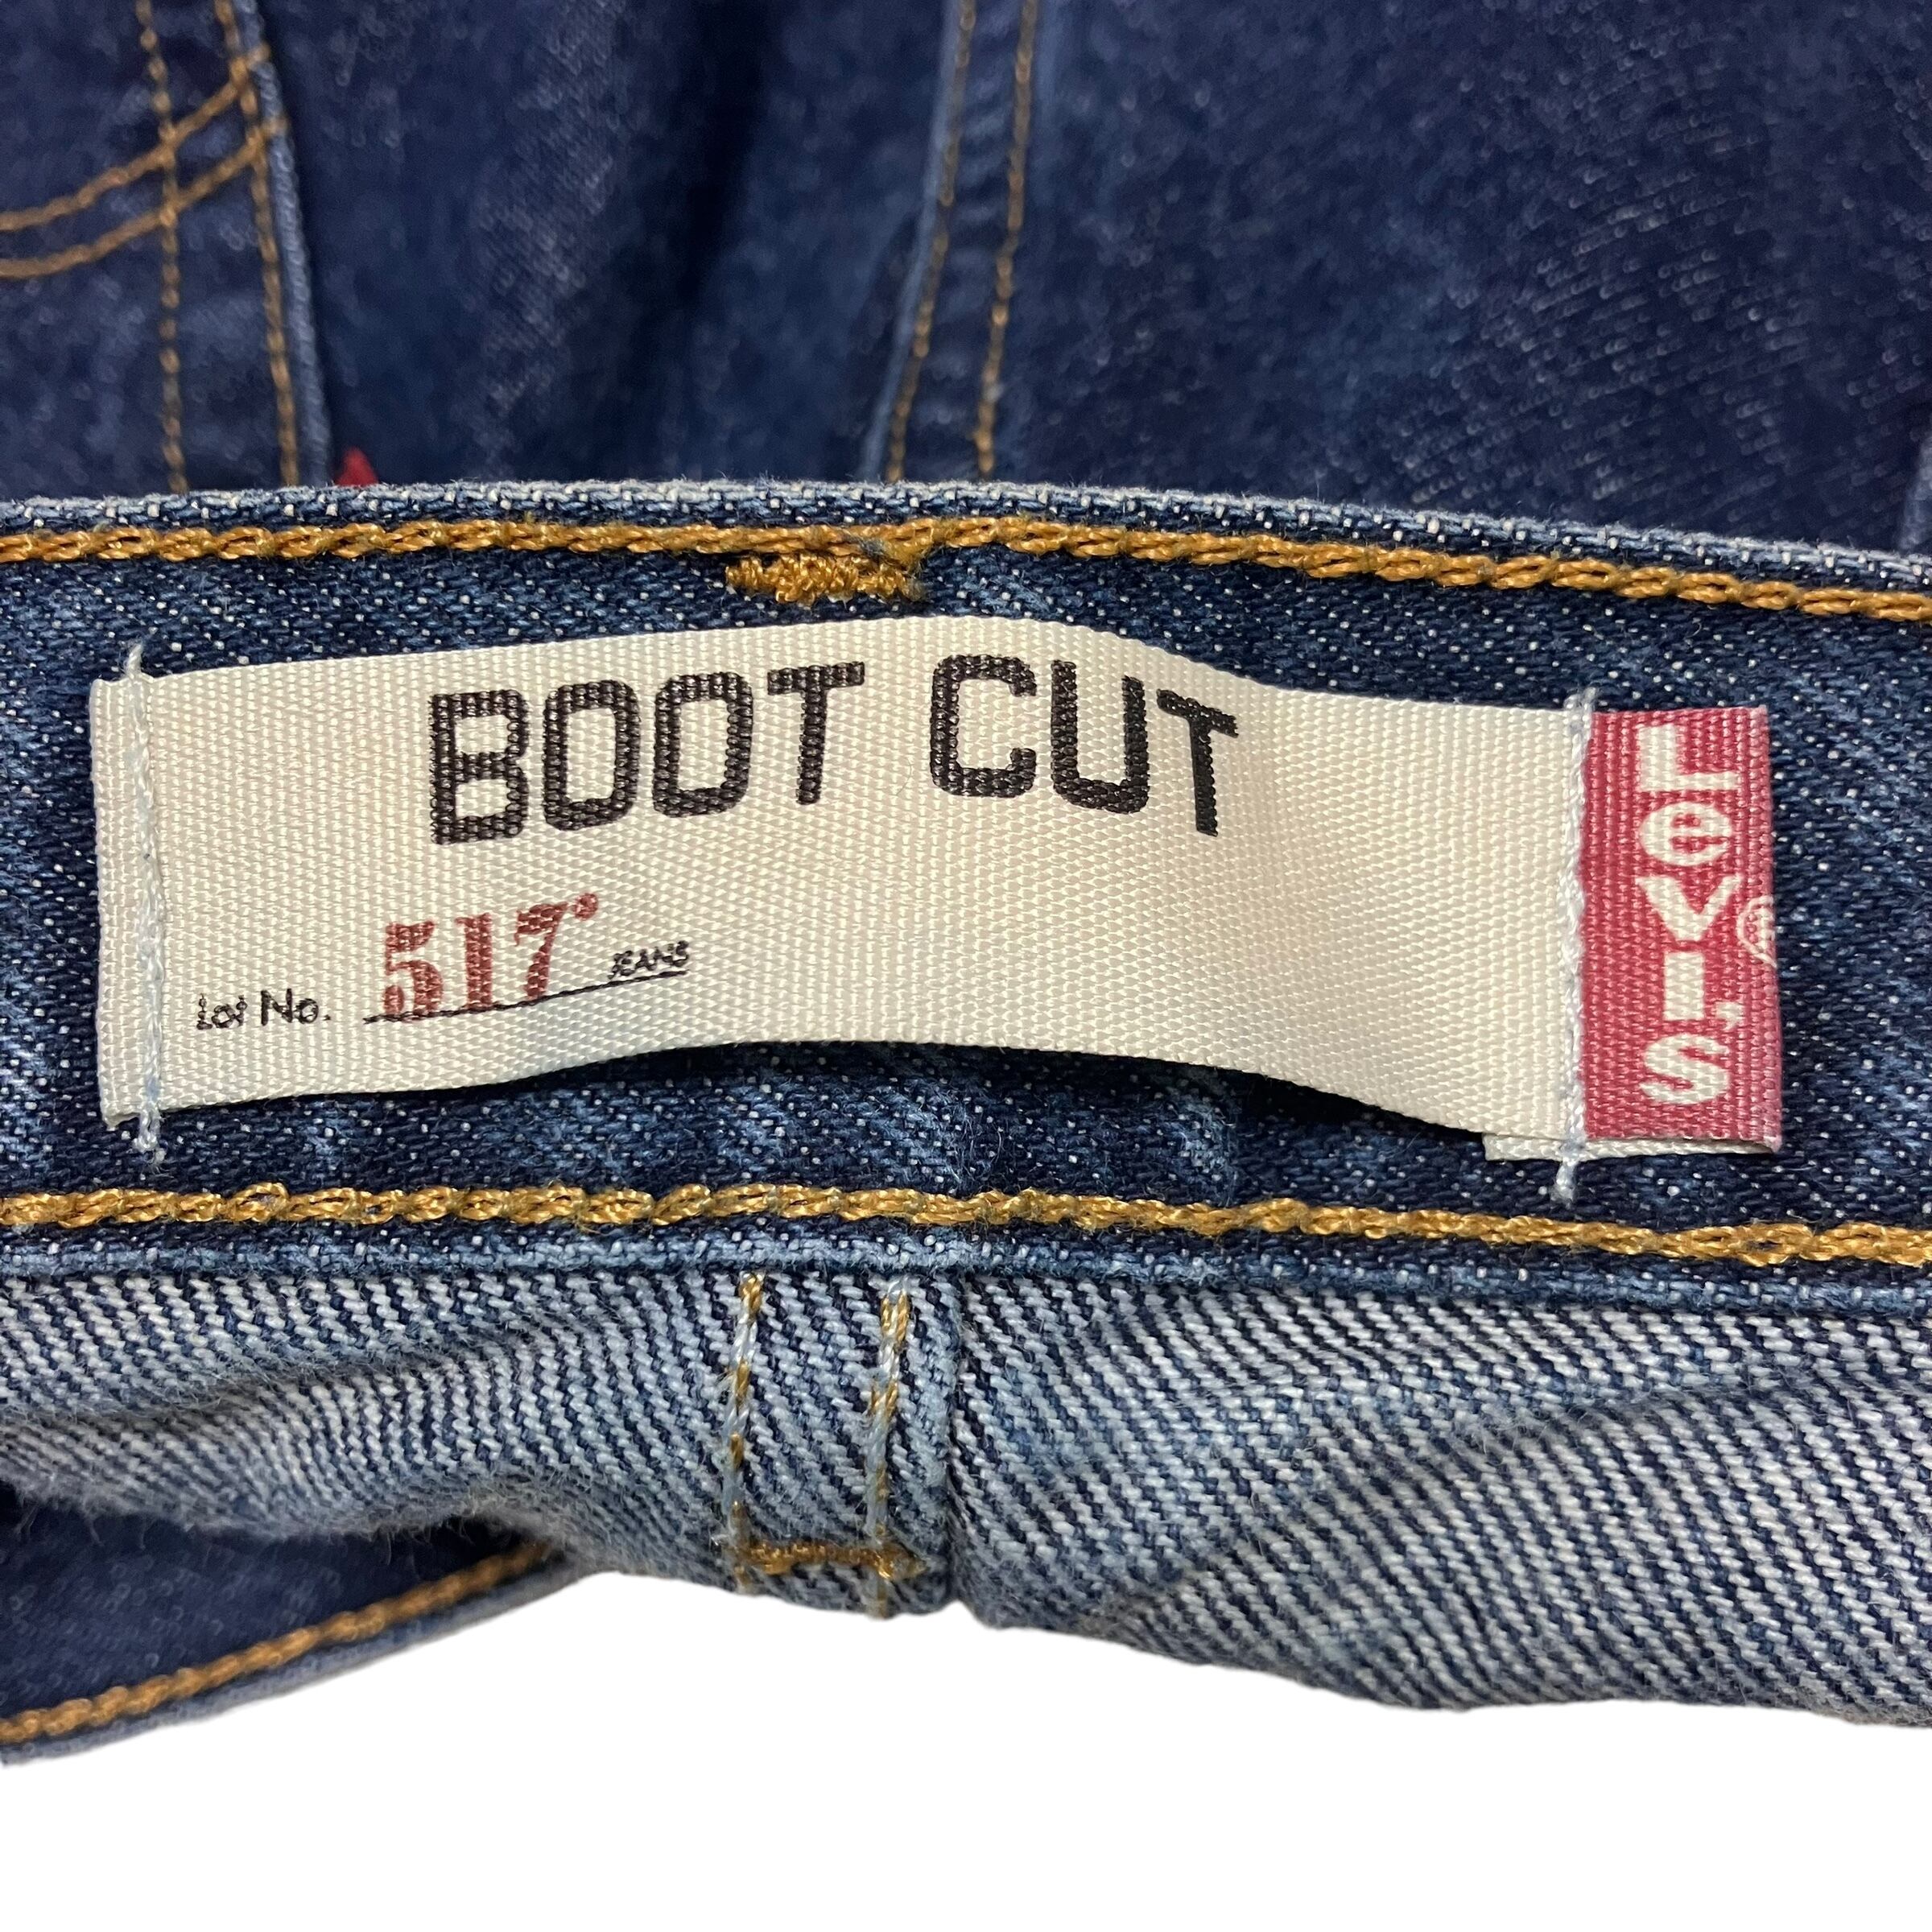 BOOT CUT
Lot No. 517® JEANS
LeVI'S®